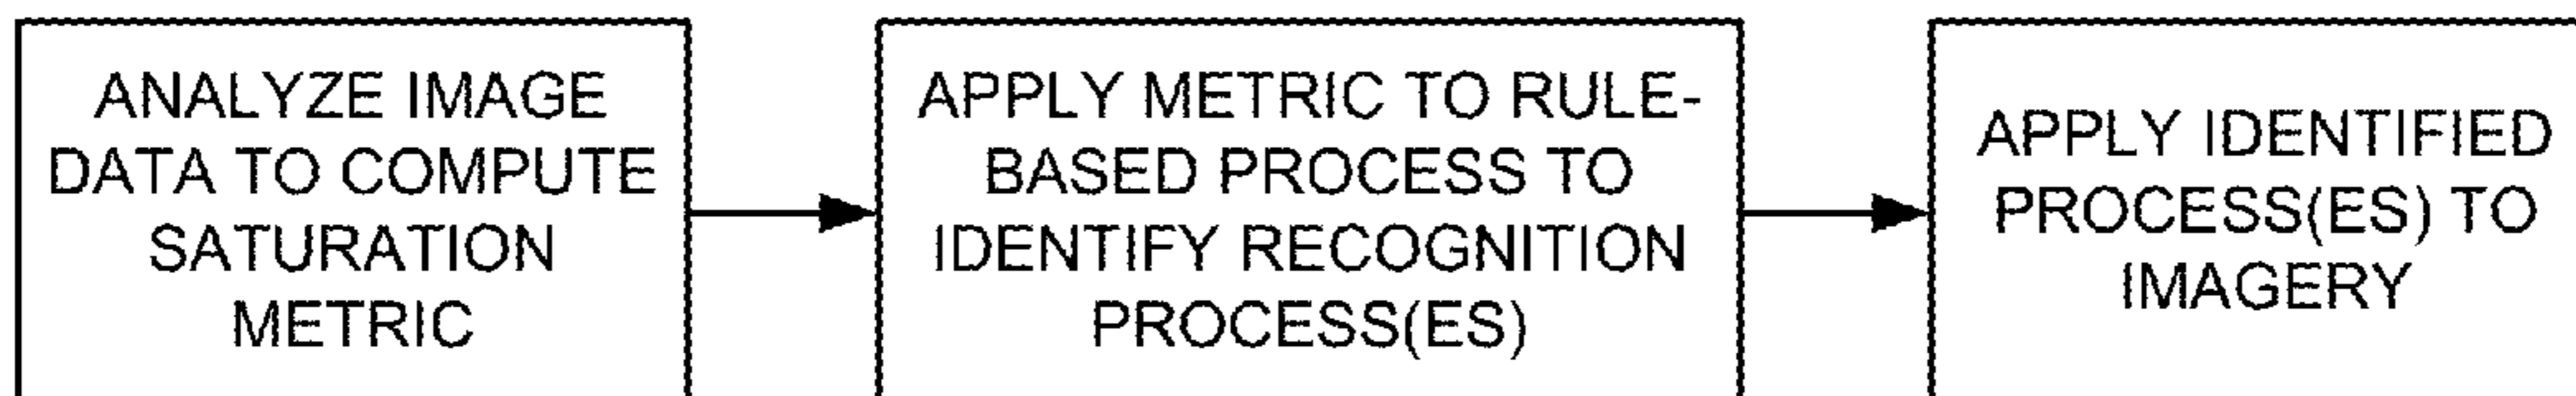 ANALYZE IMAGE
DATA TO COMPUTE
SATURATION
METRIC
APPLY METRIC TO RULE-
BASED PROCESS TO
IDENTIFY RECOGNITION
PROCESS(ES)
APPLY IDENTIFIED
PROCESS(ES) TO
IMAGERY